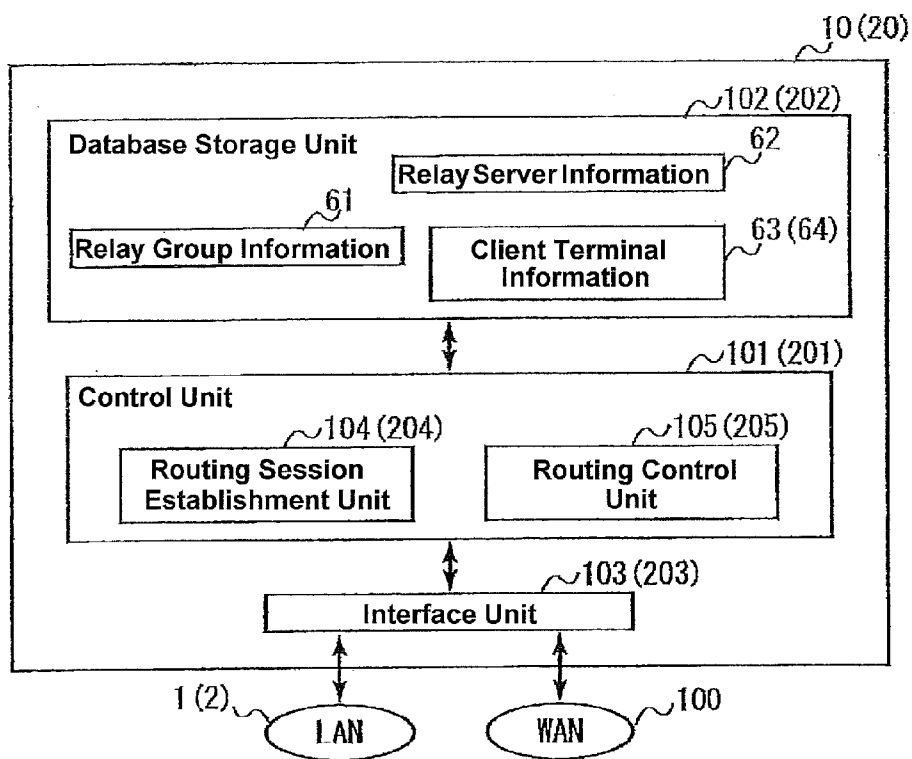 10(20)
102(202)
Database Storage Unit
62
Relay Server Information
61
Relay Group Information
63(64)
Client Terminal
Information
101(201)
Control Unit
104(204)
105(205)
Routing Session
Establishment Unit
Routing Control
Unit
103(203)
Interface Unit
1(2)
LAN
WAN
100